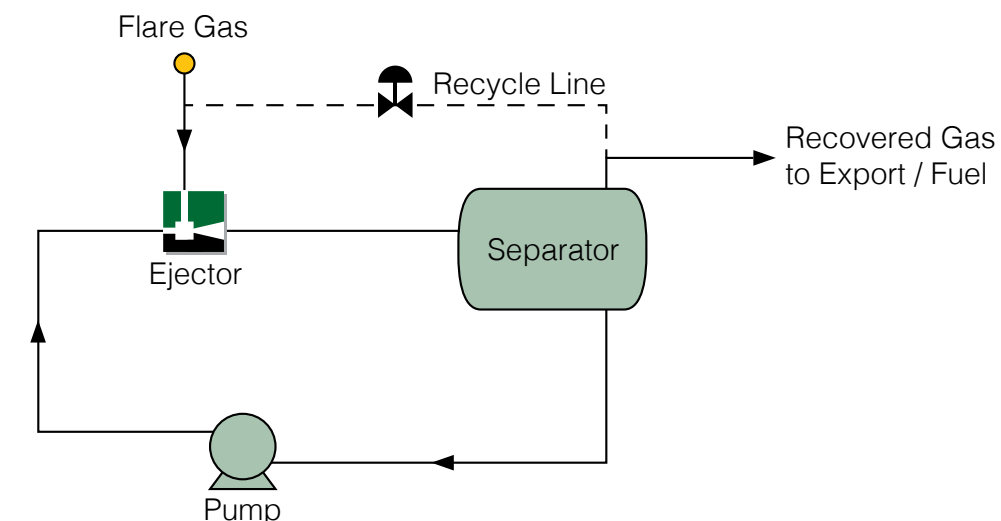 Flare Gas
Recycle Line
Recovered Gas
to Export / Fuel
Separator
Ejector
Pump